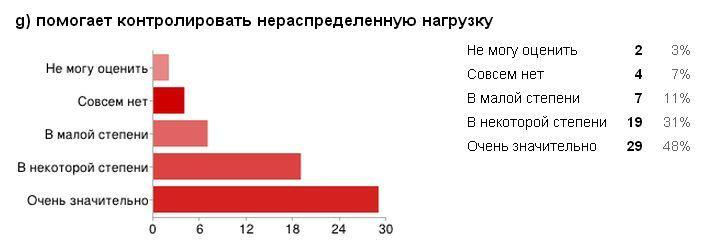 g) помогает контролировать нераспределенную нагрузку
Не могу оценить
Совсем нет
В малой степени
В некоторой степени
Очень значительно
0 6 12 18 24 30
Не могу оценить 2 3%
Совсем нет 4 7%
В малой степени 7 11%
В некоторой степени 19 31%
Очень значительно 29 48%